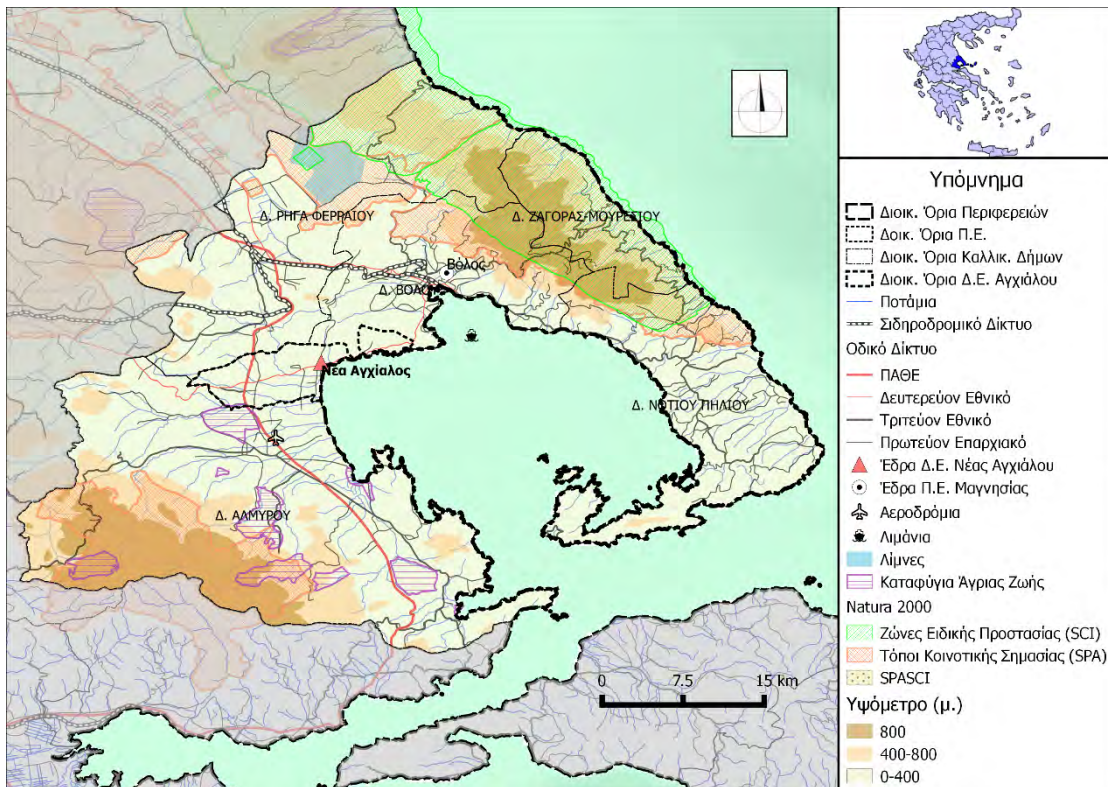 Δ. ΡΗΓΑ ΦΕΡΡΑΙΟΥ
Δ. ΖΑΓΟΡΑΣ-ΜΟΥΡΕΣΙΟΥ
Βόλος
Δ. ΒΟΛΟΥ
Νέα Αγχίαλος
Δ. ΝΟΤΙΟΥ ΠΗΛΙΟΥ
Δ. ΑΛΜΥΡΟΥ
0 7.5 15 km
Υπόμνημα
Διοικ. Όρια Περιφερειών
Δοικ. Όρια Π.Ε.
Διοικ. Όρια Καλλικ. Δήμων
Διοικ. Όρια Δ.Ε. Αγχιάλου
Ποτάμια
Σιδηροδρομικό Δίκτυο
Οδικό Δίκτυο
ΠΑΘΕ
Δευτερεύον Εθνικό
Τριτεύον Εθνικό
Πρωτεύον Επαρχιακό
Έδρα Δ.Ε. Νέας Αγχιάλου
Έδρα Π.Ε. Μαγνησίας
Αεροδρόμια
Λιμάνια
Λίμνες
Καταφύγια Άγριας Ζωής
Natura 2000
Ζώνες Ειδικής Προστασίας (SCI)
Τόποι Κοινοτικής Σημασίας (SPA)
SPASCI
Υψόμετρο (μ.)
800
400-800
0-400